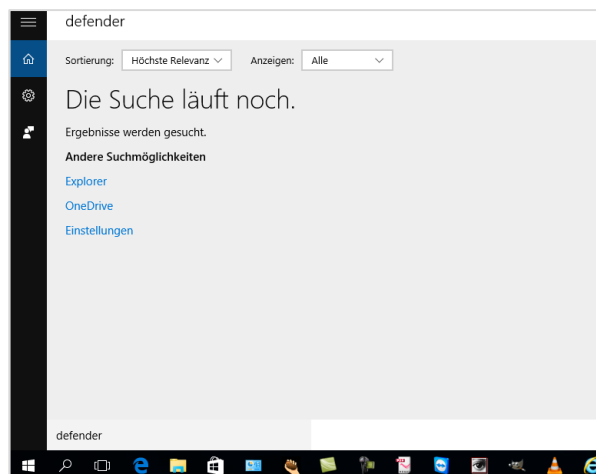 defender
Sortierung: Höchste Relevanz Anzeigen: Alle
Die Suche läuft noch.
Ergebnisse werden gesucht.
Andere Suchmöglichkeiten
Explorer
OneDrive
Einstellungen
defender